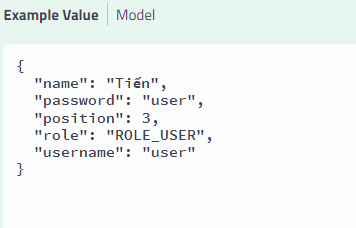 Example Value Model
{
"name": "Tiến",
"password": "user",
"position": 3,
"role": "ROLE_USER",
"username": "user"
}